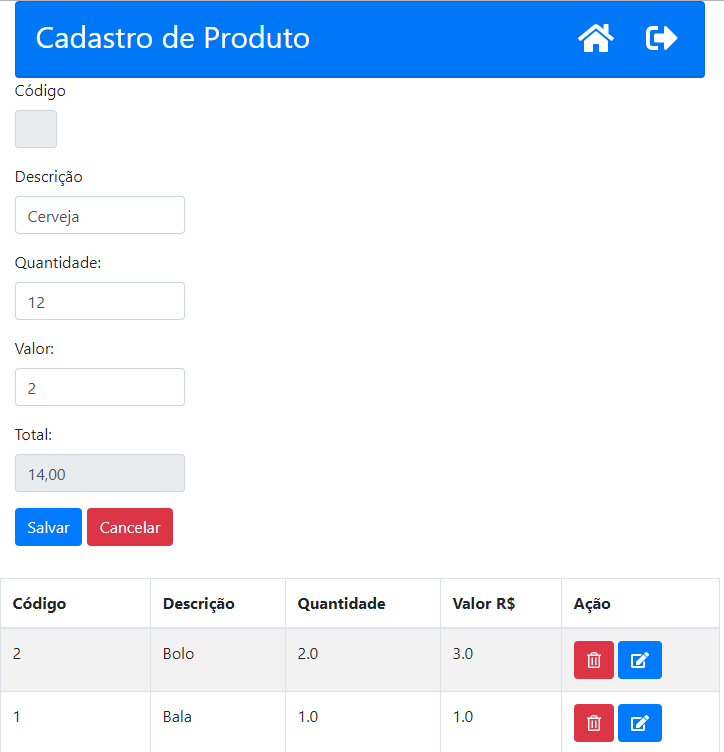 Cadastro de Produto
Código
Descrição
Cerveja
Quantidade:
12
Valor:
2
Total:
14,00
Salvar Cancelar
Código Descrição Quantidade Valor R$ Ação
2 Bolo 2.0 3.0
1 Bala 1.0 1.0